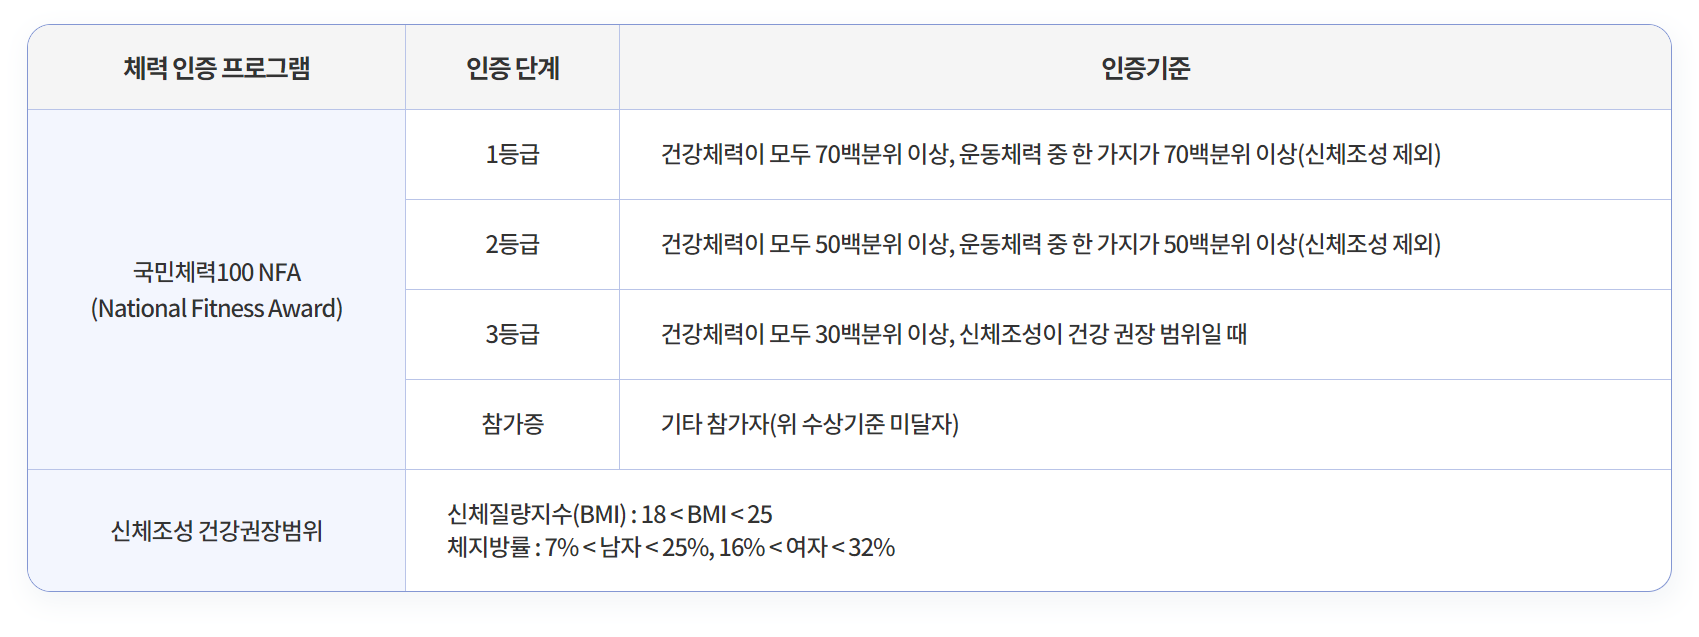 체력 인증 프로그램
인증 단계
인증기준
국민체력100 NFA
(National Fitness Award)
1등급
건강체력이 모두 70백분위 이상, 운동체력 중 한 가지가 70백분위 이상(신체조성 제외)
2등급
건강체력이 모두 50백분위 이상, 운동체력 중 한 가지가 50백분위 이상(신체조성 제외)
3등급
건강체력이 모두 30백분위 이상, 신체조성이 건강 권장 범위일 때
참가증
기타 참가자(위 수상기준 미달자)
신체조성 건강권장범위
신체질량지수(BMI) : 18 < BMI < 25
체지방률 : 7% < 남자 < 25%, 16% < 여자 < 32%